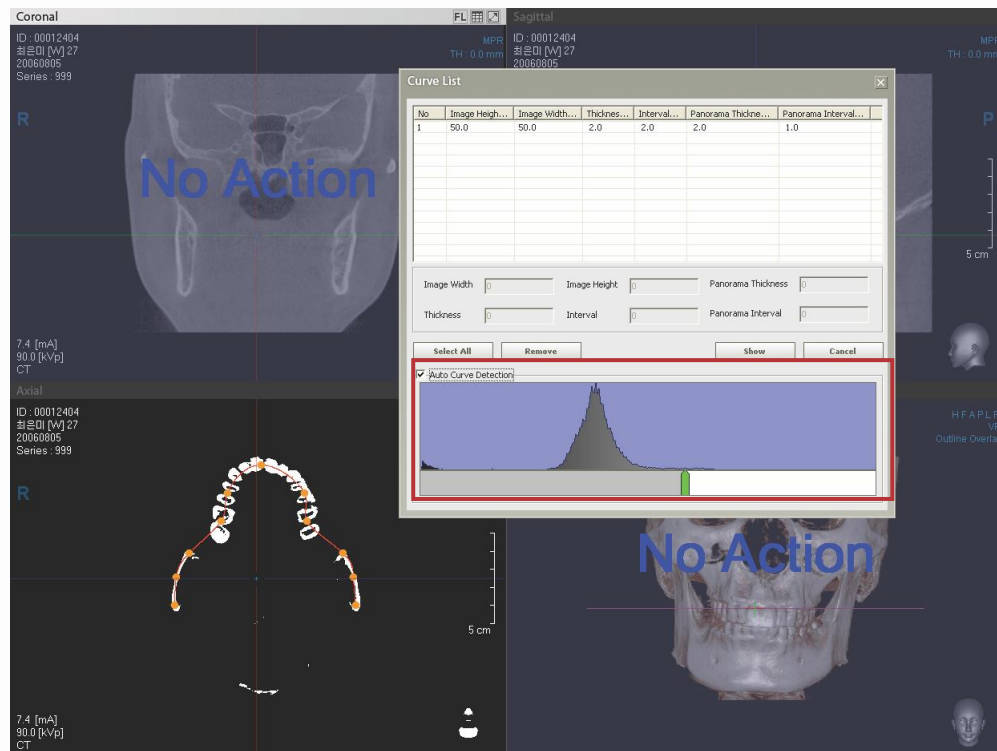 Coronal
FL
Sagittal
ID : 00012404
최은미 [W] 27
20060805
Series : 999
MPR
TH : 0.0 mm
R
No Action
7.4 [mA]
90.0 [kVp]
CT
ID : 00012404
최은미 [W] 27
20060805
MPR
TH : 0.0 mm
P
5 cm
Curve List
No Image Heigh... Image Width... Thicknes... Interval... Panorama Thickne... Panorama Interval...
1 50.0 50.0 2.0 2.0 2.0 1.0
Image Width 0 Image Height 0 Panorama Thickness 0
Thickness 0 Interval 0 Panorama Interval 0
Select All Remove Show Cancel
Auto Curve Detection
Axial
ID : 00012404
최은미 [W] 27
20060805
Series : 999
R
5 cm
7.4 [mA]
90.0 [kVp]
CT
H F A P L R
VR
Outline Overla
No Action